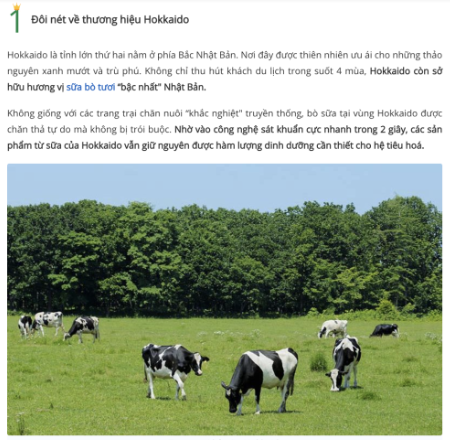 1 Đôi nét về thương hiệu Hokkaido
Hokkaido là tỉnh lớn thứ hai nằm ở phía Bắc Nhật Bản. Nơi đây được thiên nhiên ưu ái cho những thảo
nguyên xanh mướt và trù phú. Không chỉ thu hút khách du lịch trong suốt 4 mùa, Hokkaido còn sở
hữu hương vị sữa bò tươi “bậc nhất” Nhật Bản.
Không giống với các trang trại chăn nuôi “khắc nghiệt" truyền thống, bò sữa tại vùng Hokkaido được
chăn thả tự do mà không bị trói buộc. Nhờ vào công nghệ sát khuẩn cực nhanh trong 2 giây, các sản
phẩm từ sữa của Hokkaido vẫn giữ nguyên được hàm lượng dinh dưỡng cần thiết cho hệ tiêu hoá.